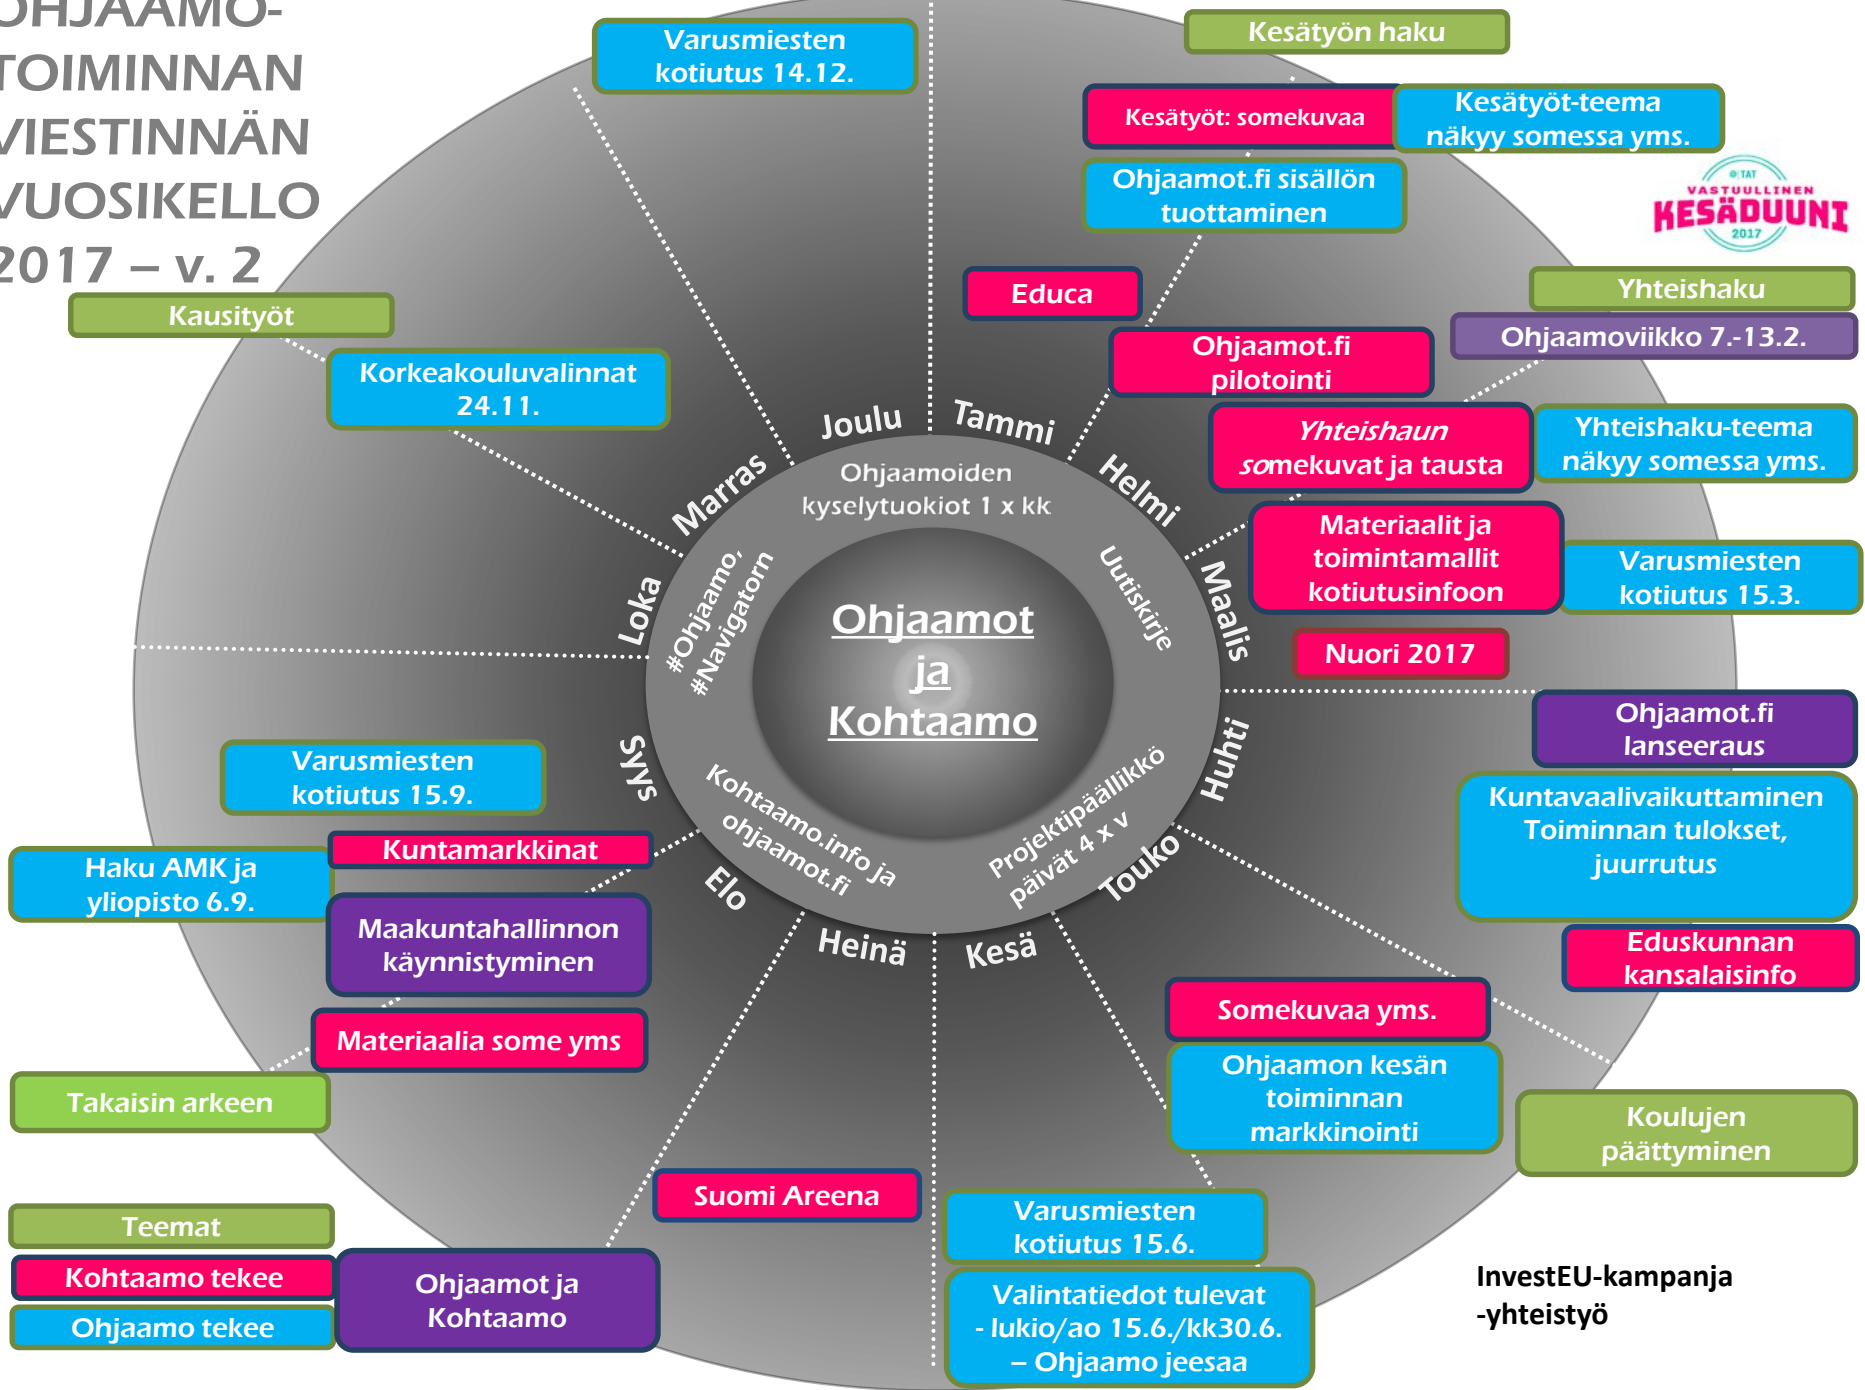 OHJAAMO-
TOIMINNAN
VIESTINNÄN
VUOSIKELLO
2017 – v. 2
Varusmiesten
kotiutus 14.12.
Kesätyön haku
Kesätyöt: somekuvaa
Kesätyöt-teema
näkyy somessa yms.
Ohjaamot.fi sisällön
tuottaminen
@TAT
VASTUULLINEN
KESÄDUUNI
2017
Educa
Yhteishaku
Ohjaamoviikko 7.-13.2.
Kausityöt
Ohjaamot.fi
pilotointi
Korkeakouluvalinnat
24.11.
Yhteishaun
somekuvat ja tausta
Yhteishaku-teema
näkyy somessa yms.
Materiaalit ja
toimintamallit
kotiutusinfoon
Varusmiesten
kotiutus 15.3.
Nuori 2017
Joulu
Tammi
Helmi
Maalis
Huhti
Touko
Kesä
Heinä
Elo
Syys
Loka
Marras
Ohjaamoiden
kyselytuokiot 1 x kk
Uutiskirje
Projektipäällikkö
päivät 4 x v
Kohtaamo.info ja
ohjaamot.fi
#Ohjaamo,
#Navigatorn
Ohjaamot
ja
Kohtaamo
Ohjaamot.fi
lanseeraus
Kuntavaalivaikuttaminen
Toiminnan tulokset,
juurrutus
Eduskunnan
kansalaisinfo
Varusmiesten
kotiutus 15.9.
Kuntamarkkinat
Haku AMK ja
yliopisto 6.9.
Maakuntahallinnon
käynnistyminen
Materiaalia some yms
Takaisin arkeen
Somekuvaa yms.
Ohjaamon kesän
toiminnan
markkinointi
Koulujen
päättyminen
Suomi Areena
Varusmiesten
kotiutus 15.6.
Valintatiedot tulevat
- lukio/ao 15.6./kk30.6.
– Ohjaamo jeesaa
Teemat
Kohtaamo tekee
Ohjaamo tekee
Ohjaamot ja
Kohtaamo
InvestEU-kampanja
-yhteistyö